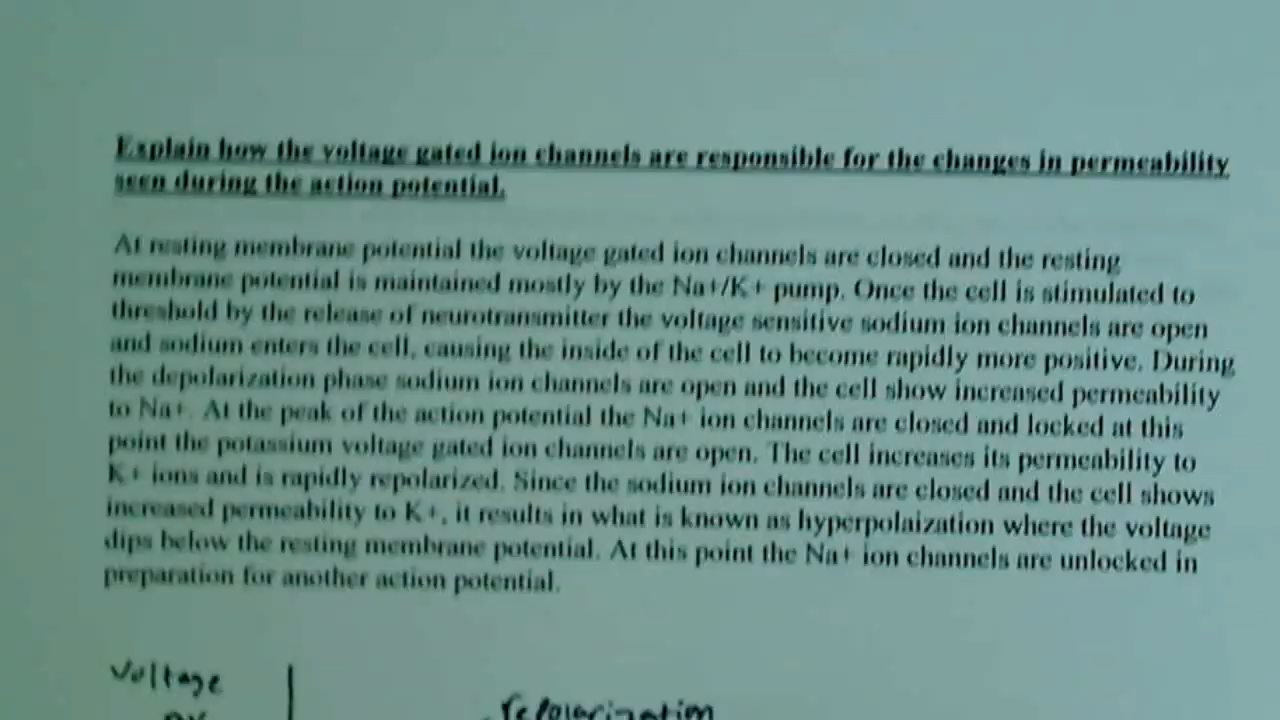 Explain how the voltage gated ion channels are responsible for the changes in permeability
seen during the action potential.
At resting membrane potential the voltage gated ion channels are closed and the resting
membrane potential is maintained mostly by the Na+/K+ pump. Once the cell is stimulated to
threshold by the release of neurotransmitter the voltage sensitive sodium ion channels are open
and sodium enters the cell, causing the inside of the cell to become rapidly more positive. During
the depolarization phase sodium ion channels are open and the cell show increased permeability
to Na+. At the peak of the action potential the Na+ ion channels are closed and locked at this
point the potassium voltage gated ion channels are open. The cell increases its permeability to
K+ ions and is rapidly repolarized. Since the sodium ion channels are closed and the cell shows
increased permeability to K+, it results in what is known as hyperpolaization where the voltage
dips below the resting membrane potential. At this point the Na+ ion channels are unlocked in
preparation for another action potential.
Voltage
repolarization